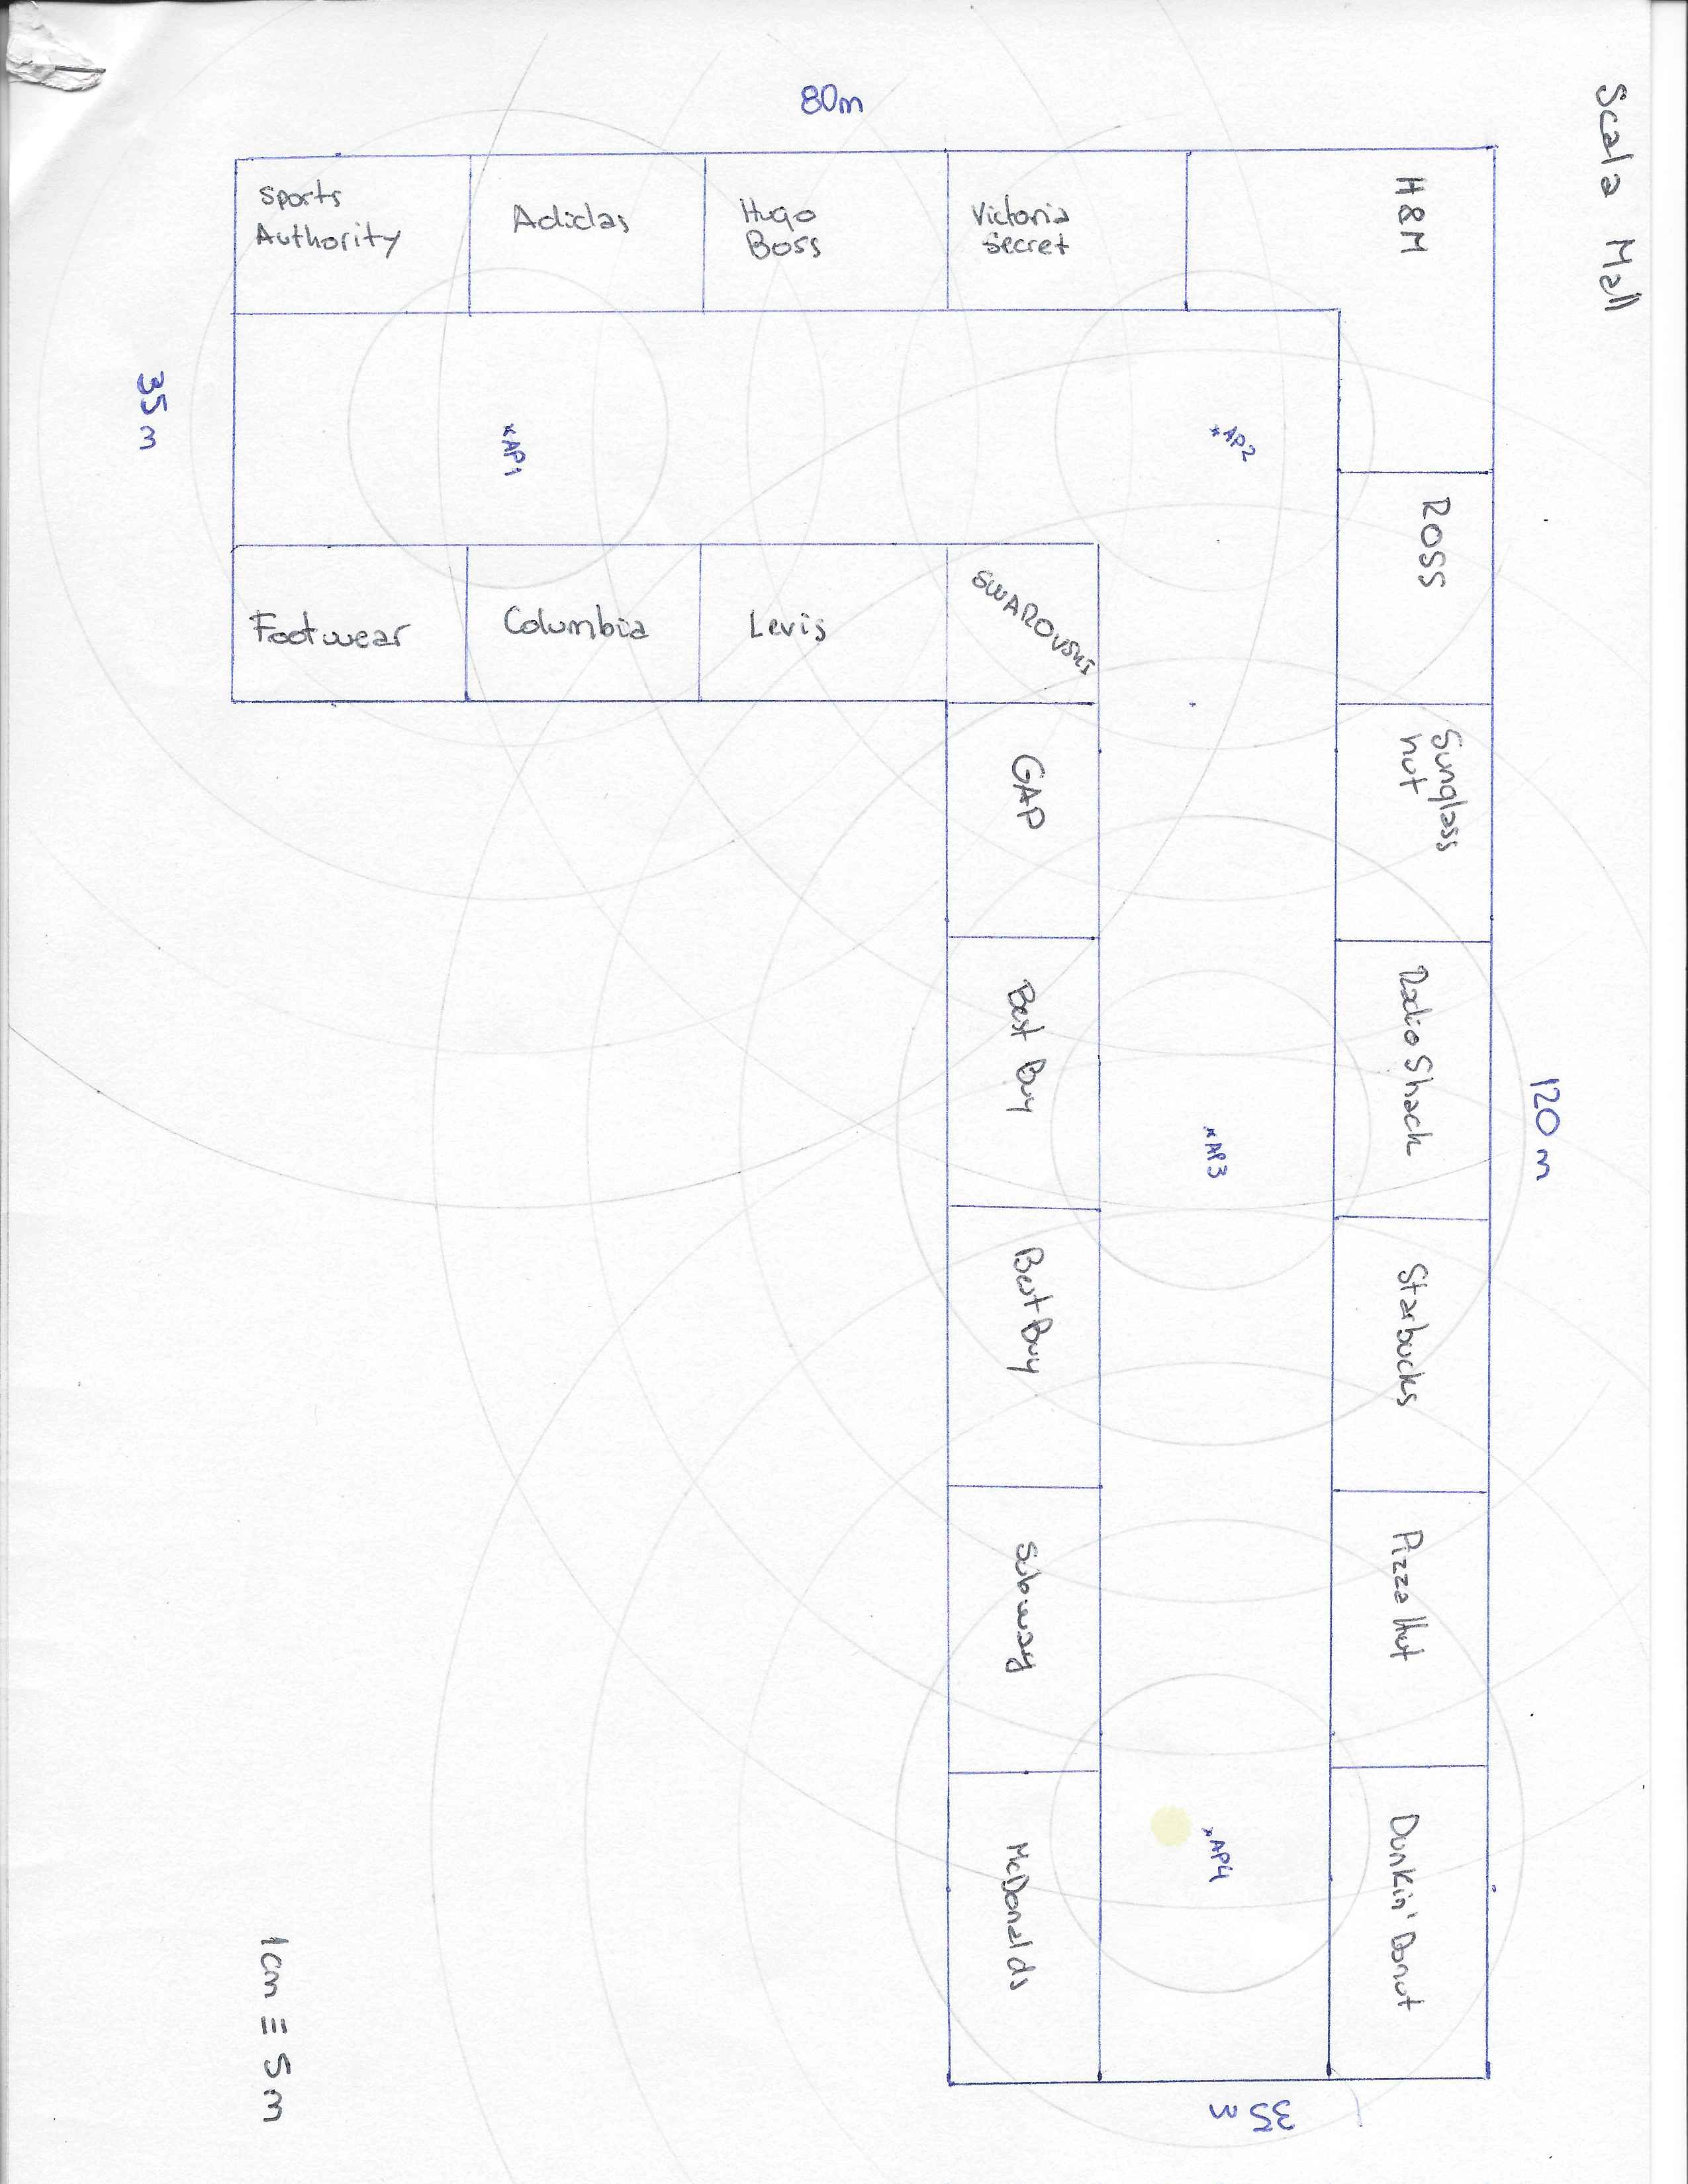 Scala Mall
80m
Sports
Authority
Adidas
Hugo
Boss
Victoria
Secret
H&M
35m
*AP1
*AP2
ROSS
Footwear
Columbia
Levis
SWAROVSKI
GAP
Sunglass
hut
Best Buy
Radio Shack
120 m
*AP3
Best Buy
Starbucks
Subway
Pizza Hut
McDonalds
*AP4
Dunkin' Donut
1cm ≡ 5m
35m